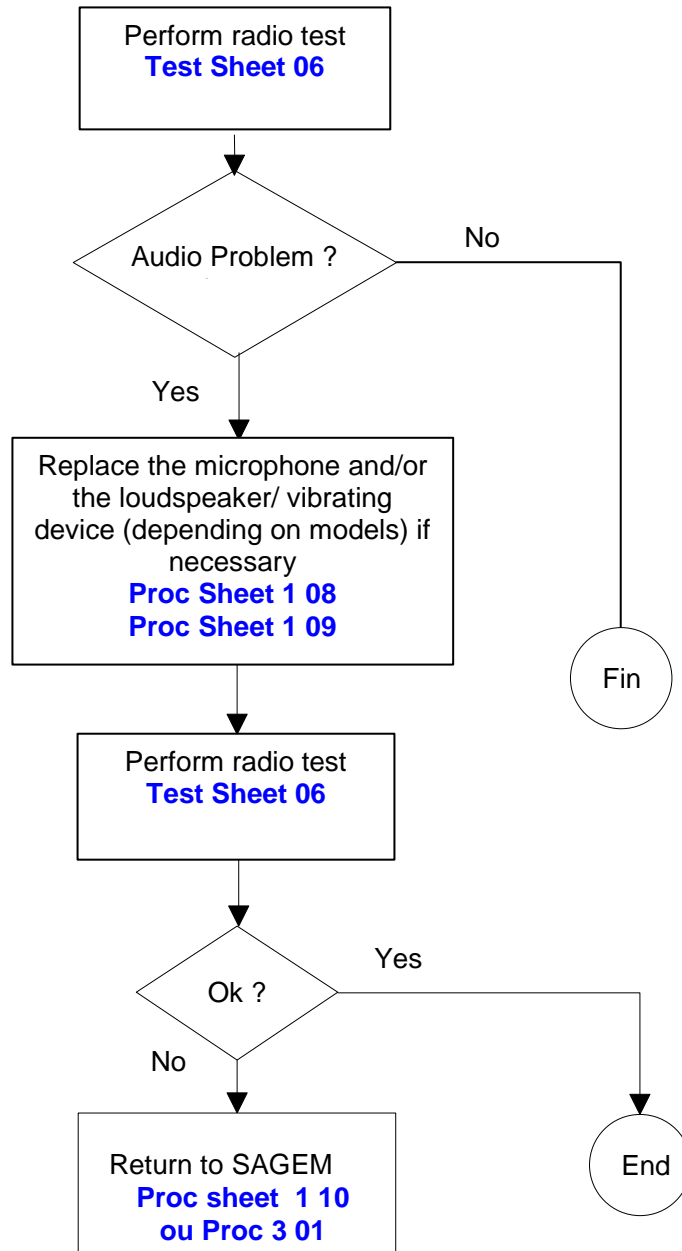 Perform radio test
Test Sheet 06
Audio Problem ?
No
Yes
Replace the microphone and/or
the loudspeaker/ vibrating
device (depending on models) if
necessary
Proc Sheet 1 08
Proc Sheet 1 09
Fin
Perform radio test
Test Sheet 06
Ok ?
Yes
No
Return to SAGEM
Proc sheet 1 10
ou Proc 3 01
End